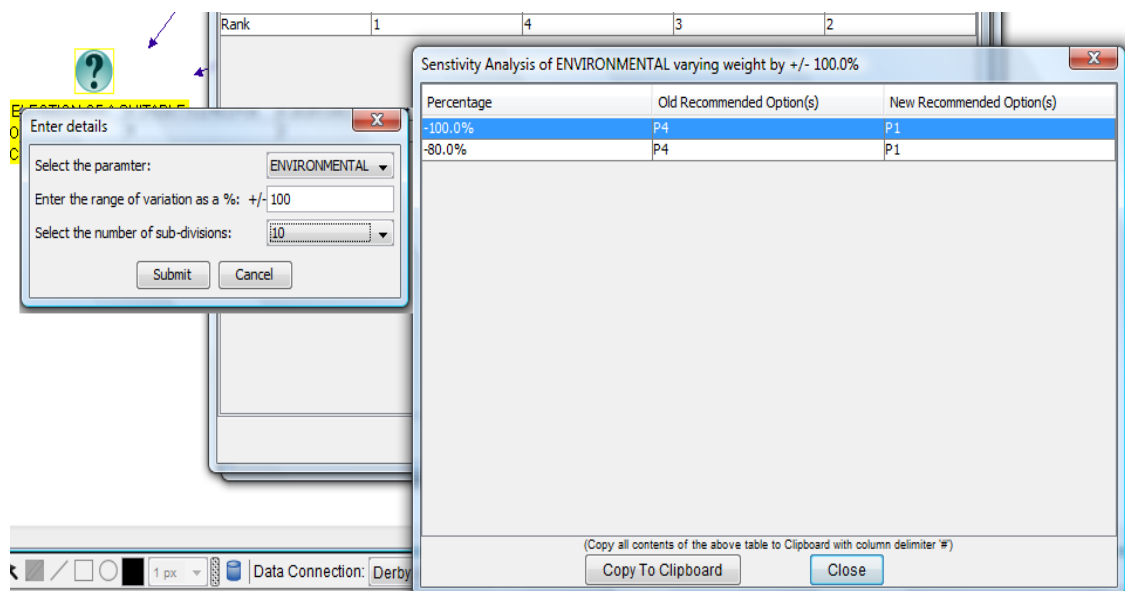 Rank 1 4 3 2
Senstivity Analysis of ENVIRONMENTAL varying weight by +/- 100.0%
Percentage Old Recommended Option(s) New Recommended Option(s)
-100.0% P4 P1
-80.0% P4 P1
Enter details
Select the paramter: ENVIRONMENTAL
Enter the range of variation as a %: +/- 100
Select the number of sub-divisions: 10
Submit Cancel
(Copy all contents of the above table to Clipboard with column delimiter '#')
Copy To Clipboard Close
1 px Data Connection: Derby